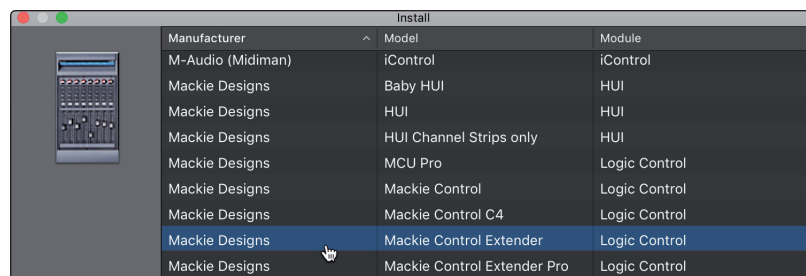 Install
Manufacturer Model Module
M-Audio (Midiman) iControl iControl
Mackie Designs Baby HUI HUI
Mackie Designs HUI HUI
Mackie Designs HUI Channel Strips only HUI
Mackie Designs MCU Pro Logic Control
Mackie Designs Mackie Control Logic Control
Mackie Designs Mackie Control C4 Logic Control
Mackie Designs Mackie Control Extender Logic Control
Mackie Designs Mackie Control Extender Pro Logic Control